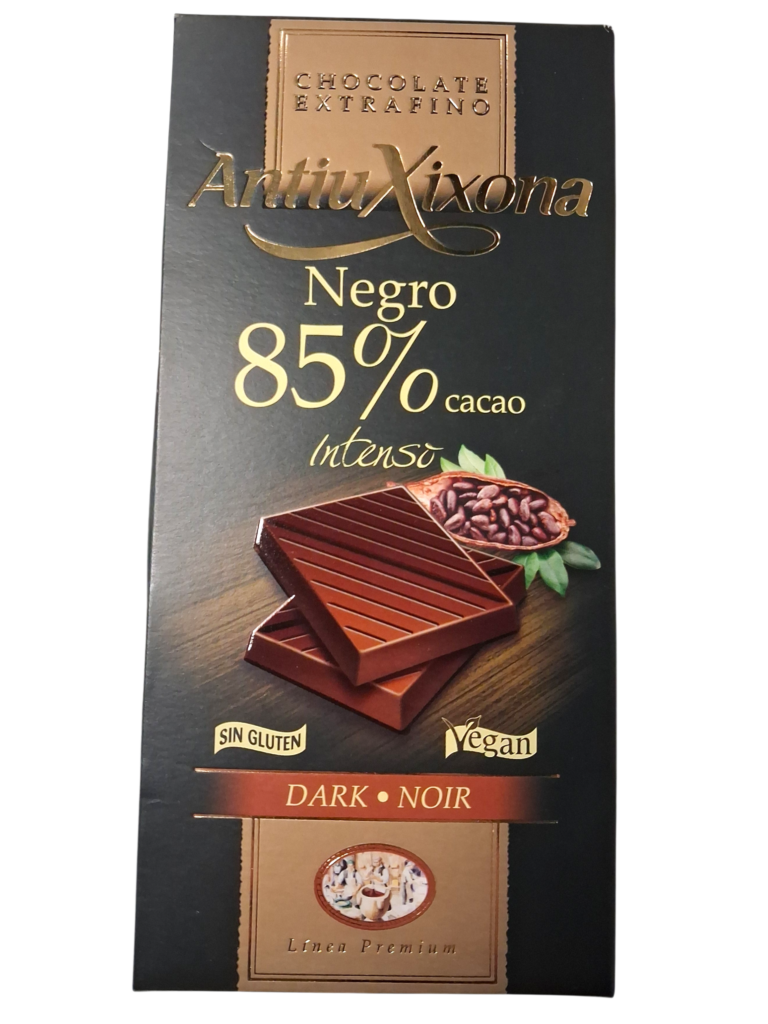 CHOCOLATE
EXTRAFINO
AntiuXixona
Negro
85% cacao
Intenso
SIN GLUTEN
Vegan
DARK • NOIR
Línea Premium